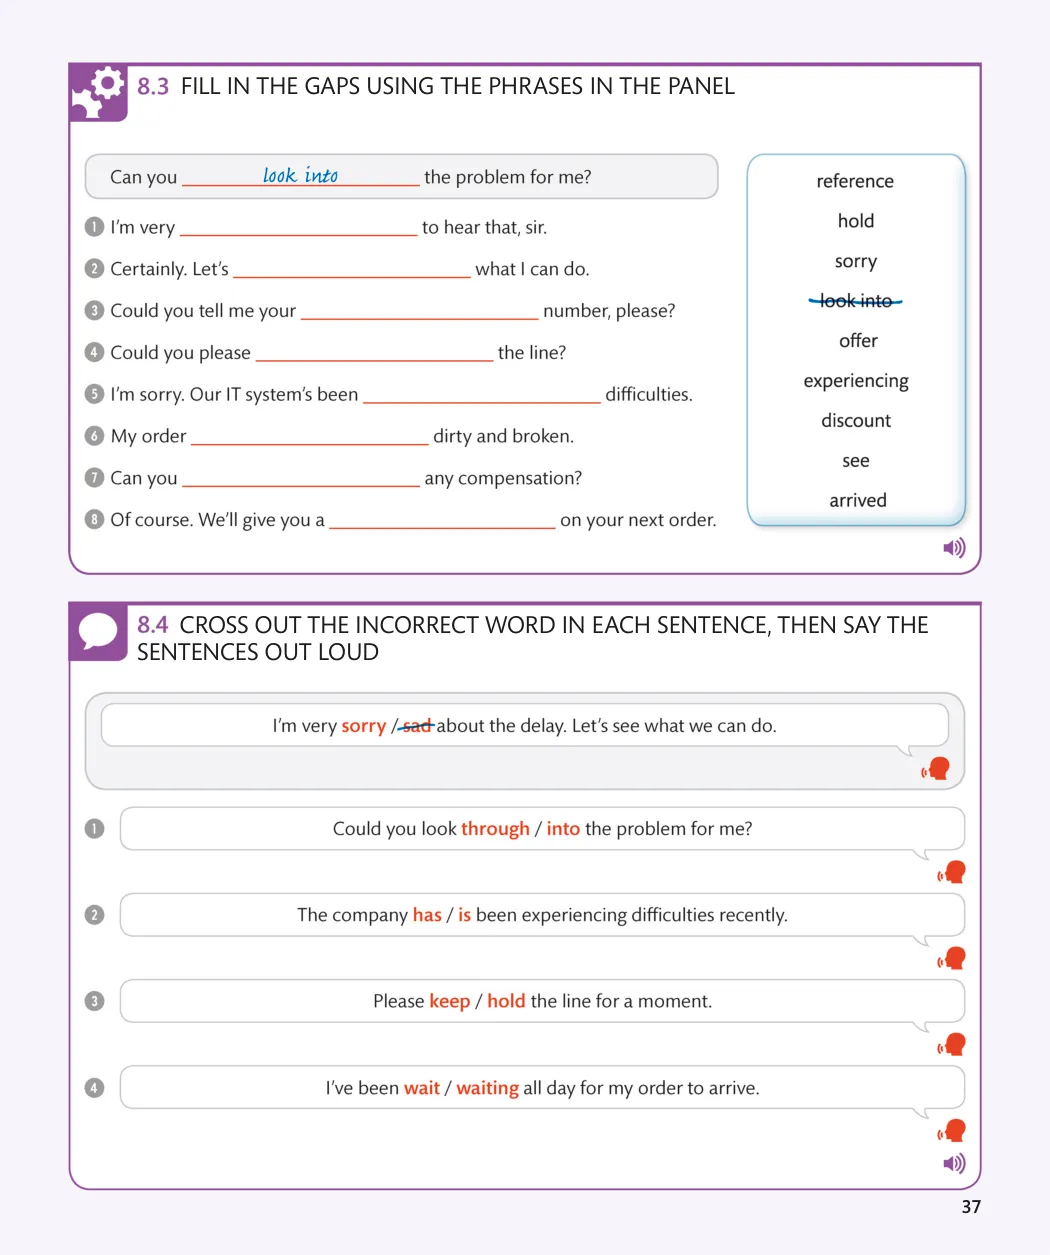 8.3 FILL IN THE GAPS USING THE PHRASES IN THE PANEL
Can you look into the problem for me?
1 I'm very ____ to hear that, sir.
2 Certainly. Let's ____ what I can do.
3 Could you tell me your ____ number, please?
4 Could you please ____ the line?
5 I'm sorry. Our IT system's been ____ difficulties.
6 My order ____ dirty and broken.
7 Can you ____ any compensation?
8 Of course. We'll give you a ____ on your next order.
reference
hold
sorry
look into
offer
experiencing
discount
see
arrived
8.4 CROSS OUT THE INCORRECT WORD IN EACH SENTENCE, THEN SAY THE
SENTENCES OUT LOUD
I'm very sorry / sad about the delay. Let's see what we can do.
1 Could you look through / into the problem for me?
2 The company has / is been experiencing difficulties recently.
3 Please keep / hold the line for a moment.
4 I've been wait / waiting all day for my order to arrive.
37